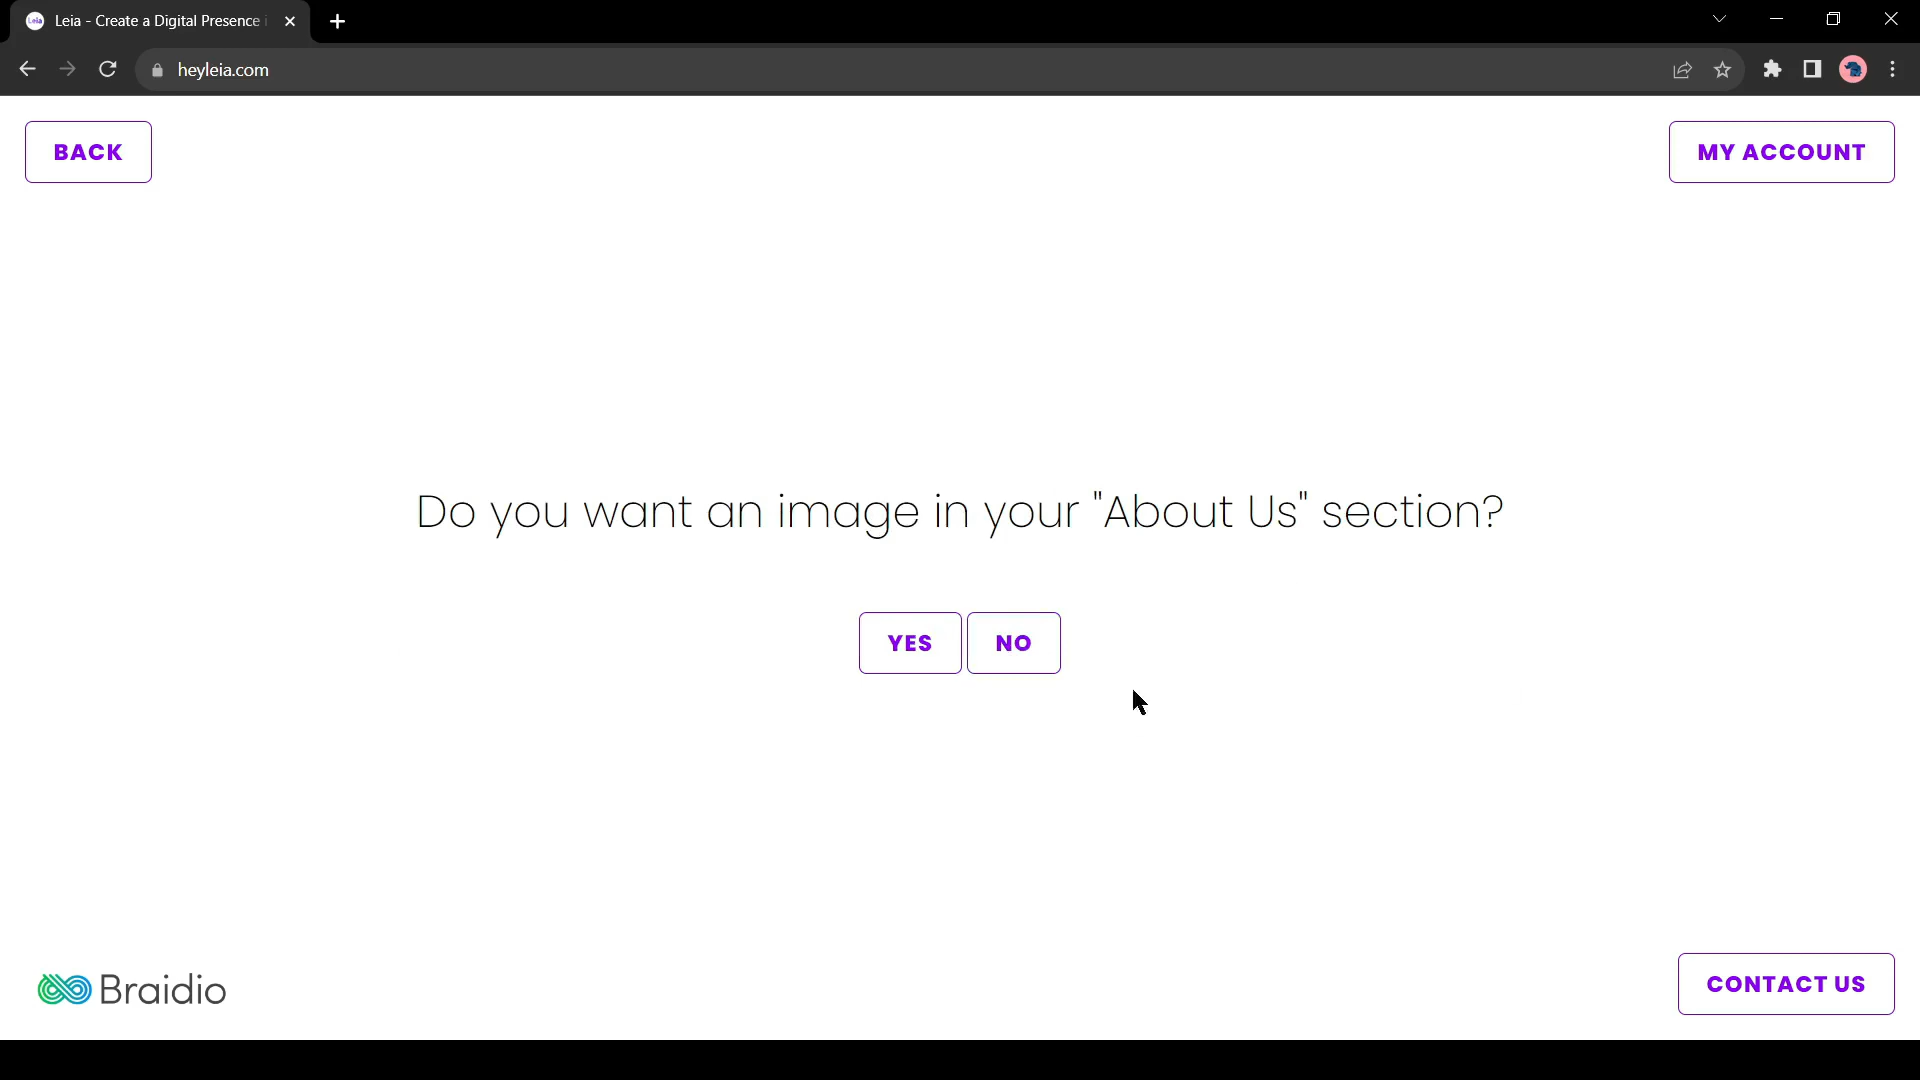 Leia - Create a Digital Presence i
heyleia.com
BACK
MY ACCOUNT
Do you want an image in your "About Us" section?
YES
NO
Braidio
CONTACT US